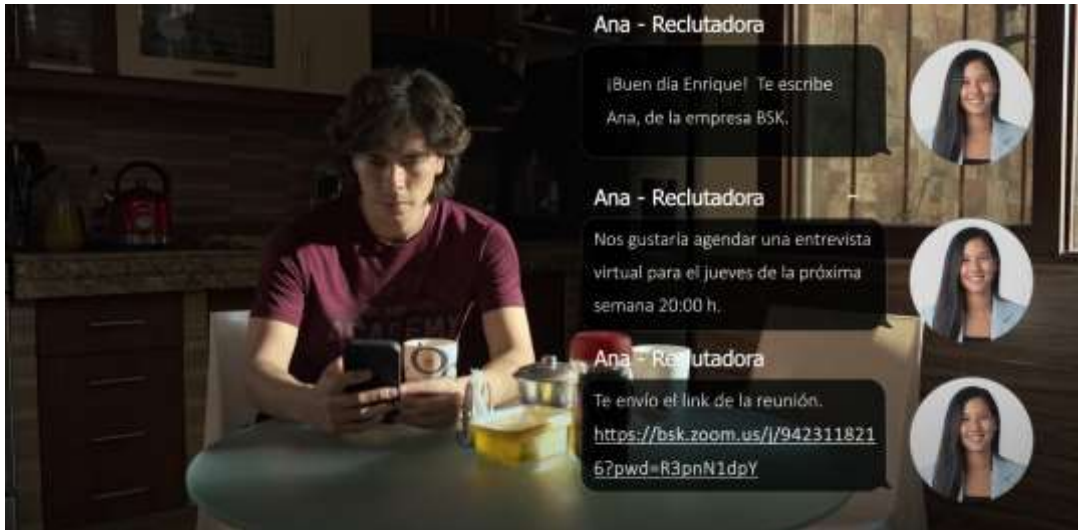 Ana - Reclutadora
¡Buen día Enrique! Te escribe
Ana, de la empresa BSK.
Ana - Reclutadora
Nos gustaría agendar una entrevista
virtual para el jueves de la próxima
semana 20:00 h.
Ana - Reclutadora
Te envío el link de la reunión.
https://bsk.zoom.us/j/942311821
6?pwd=R3pnN1dpY
ACADEMY